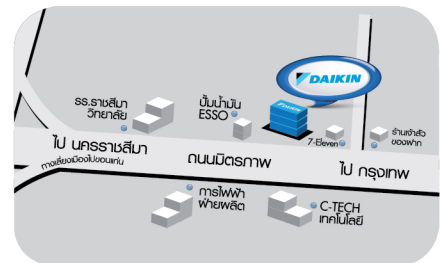 DAIKIN
DAIKIN
รร.ราชสีมา
วิทยาลัย
ปั๊มน้ำมัน
ESSO
7-Eleven
ร้านเจ้าสัว
ของฝาก
ไป นครราชสีมา
ทางเลี่ยงเมืองไปขอนแก่น
ถนนมิตรภาพ
ไป กรุงเทพ
การไฟฟ้า
ฝ่ายผลิต
C-TECH
เทคโนโลยี